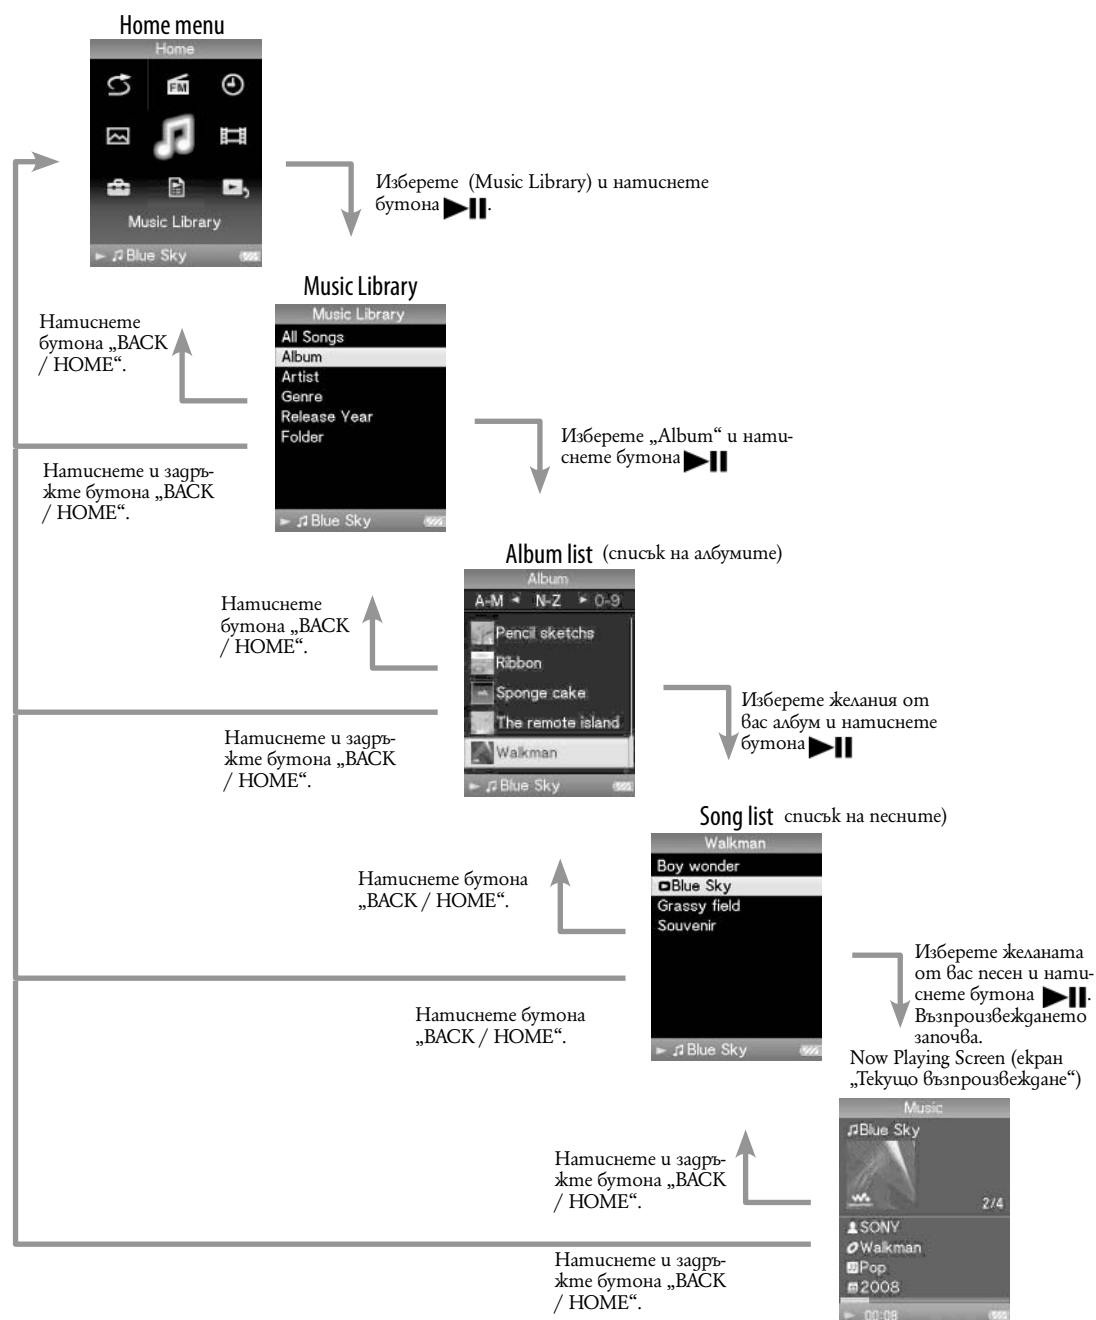 Home menu
Home
FM
Music Library
Blue Sky
Изберете (Music Library) и натиснете
бутона ▶II.
Music Library
Music Library
All Songs
Album
Artist
Genre
Release Year
Folder
Blue Sky
Натиснете
бутона „BACK
/ HOME“.
Натиснете и задръ-
жте бутона „BACK
/ HOME“.
Изберете „Album“ и нати-
снете бутона ▶II
Album list (списък на албумите)
Album
A-M N-Z 0-9
Pencil sketchs
Ribbon
Sponge cake
The remote island
Walkman
Blue Sky
Натиснете
бутона „BACK
/ HOME“.
Натиснете и задръ-
жте бутона „BACK
/ HOME“.
Изберете желания от
вас албум и натиснете
бутона ▶II
Song list списък на песните)
Walkman
Boy wonder
Blue Sky
Grassy field
Souvenir
Blue Sky
Натиснете бутона
„BACK / HOME“.
Натиснете бутона
„BACK / HOME“.
Изберете желаната
от вас песен и нати-
снете бутона ▶II.
Възпроизвеждането
започва.
Now Playing Screen (екран
„Текущо възпроизвеждане“)
Music
Blue Sky
2/4
SONY
Walkman
Pop
2008
00:08
Натиснете и задръ-
жте бутона „BACK
/ HOME“.
Натиснете и задръ-
жте бутона „BACK
/ HOME“.